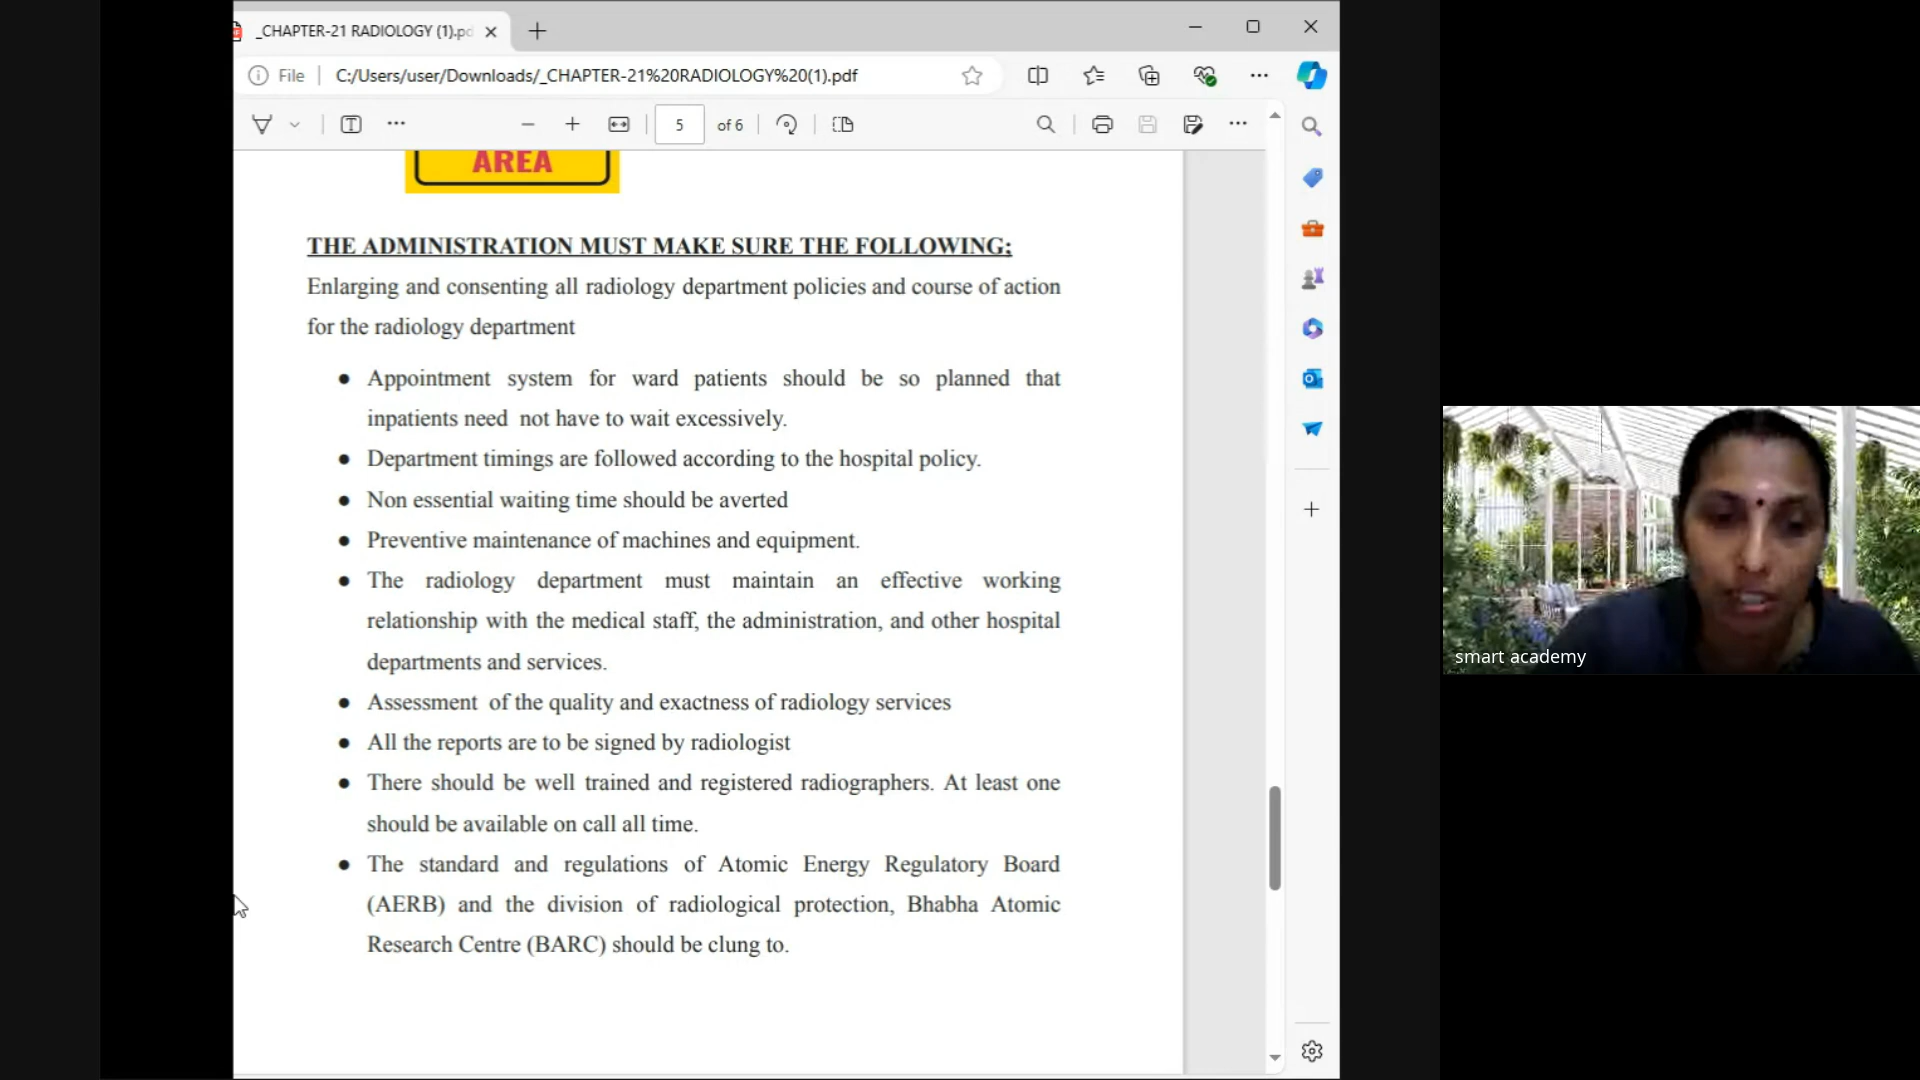 _CHAPTER-21 RADIOLOGY (1).pd
File
C:/Users/user/Downloads/_CHAPTER-21%20RADIOLOGY%20(1).pdf
5
of 6
AREA
THE ADMINISTRATION MUST MAKE SURE THE FOLLOWING;
Enlarging and consenting all radiology department policies and course of action
for the radiology department
● Appointment system for ward patients should be so planned that
inpatients need not have to wait excessively.
● Department timings are followed according to the hospital policy.
● Non essential waiting time should be averted
● Preventive maintenance of machines and equipment.
● The radiology department must maintain an effective working
relationship with the medical staff, the administration, and other hospital
departments and services.
● Assessment of the quality and exactness of radiology services
● All the reports are to be signed by radiologist
● There should be well trained and registered radiographers. At least one
should be available on call all time.
● The standard and regulations of Atomic Energy Regulatory Board
(AERB) and the division of radiological protection, Bhabha Atomic
Research Centre (BARC) should be clung to.
smart academy